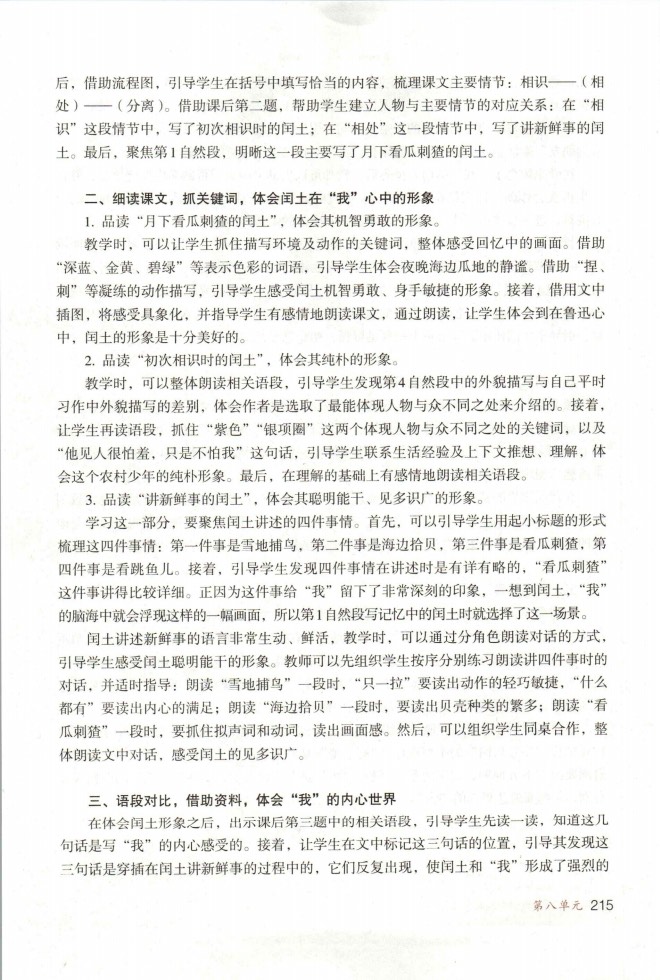 后，借助流程图，引导学生在括号中填写恰当的内容，梳理课文主要情节：相识——（相
处）——（分离）。借助课后第二题，帮助学生建立人物与主要情节的对应关系：在“相
识”这段情节中，写了初次相识时的闰土；在“相处”这一段情节中，写了讲新鲜事的闰
土。最后，聚焦第1自然段，明晰这一段主要写了月下看瓜刺猹的闰土。
二、细读课文，抓关键词，体会闰土在“我”心中的形象
1. 品读“月下看瓜刺猹的闰土”，体会其机智勇敢的形象。
教学时，可以让学生抓住描写环境及动作的关键词，整体感受回忆中的画面。借助
“深蓝、金黄、碧绿”等表示色彩的词语，引导学生体会夜晚海边瓜地的静谧。借助“捏、
刺”等凝练的动作描写，引导学生感受闰土机智勇敢、身手敏捷的形象。接着，借用文中
插图，将感受具象化，并指导学生有感情地朗读课文，通过朗读，让学生体会到在鲁迅心
中，闰土的形象是十分美好的。
2. 品读“初次相识时的闰土”，体会其纯朴的形象。
教学时，可以整体朗读相关语段，引导学生发现第4自然段中的外貌描写与自己平时
习作中外貌描写的差别，体会作者是选取了最能体现人物与众不同之处来介绍的。接着，
让学生再读语段，抓住“紫色”“银项圈”这两个体现人物与众不同之处的关键词，以及
“他见人很怕羞，只是不怕我”这句话，引导学生联系生活经验及上下文推想、理解，体
会这个农村少年的纯朴形象。最后，在理解的基础上有感情地朗读相关语段。
3. 品读“讲新鲜事的闰土”，体会其聪明能干、见多识广的形象。
学习这一部分，要聚焦闰土讲述的四件事情。首先，可以引导学生用起小标题的形式
梳理这四件事情：第一件事是雪地捕鸟，第二件事是海边拾贝，第三件事是看瓜刺猹，第
四件事是看跳鱼儿。接着，引导学生发现四件事情在讲述时是有详有略的，“看瓜刺猹”
这件事讲得比较详细。正因为这件事给“我”留下了非常深刻的印象，一想到闰土，“我”
的脑海中就会浮现这样的一幅画面，所以第1自然段写记忆中的闰土时就选择了这一场景。
闰土讲述新鲜事的语言非常生动、鲜活，教学时，可以通过分角色朗读对话的方式，
引导学生感受闰土聪明能干的形象。教师可以先组织学生按序分别练习朗读讲四件事时的
对话，并适时指导：朗读“雪地捕鸟”一段时，“只一拉”要读出动作的轻巧敏捷，“什么
都有”要读出内心的满足；朗读“海边拾贝”一段时，要读出贝壳种类的繁多；朗读“看
瓜刺猹”一段时，要抓住拟声词和动词，读出画面感。然后，可以组织学生同桌合作，整
体朗读文中对话，感受闰土的见多识广。
三、语段对比，借助资料，体会“我”的内心世界
在体会闰土形象之后，出示课后第三题中的相关语段，引导学生先读一读，知道这几
句话是写“我”的内心感受的。接着，让学生在文中标记这三句话的位置，引导其发现这
三句话是穿插在闰土讲新鲜事的过程中的，它们反复出现，使闰土和“我”形成了强烈的
第八单元 215